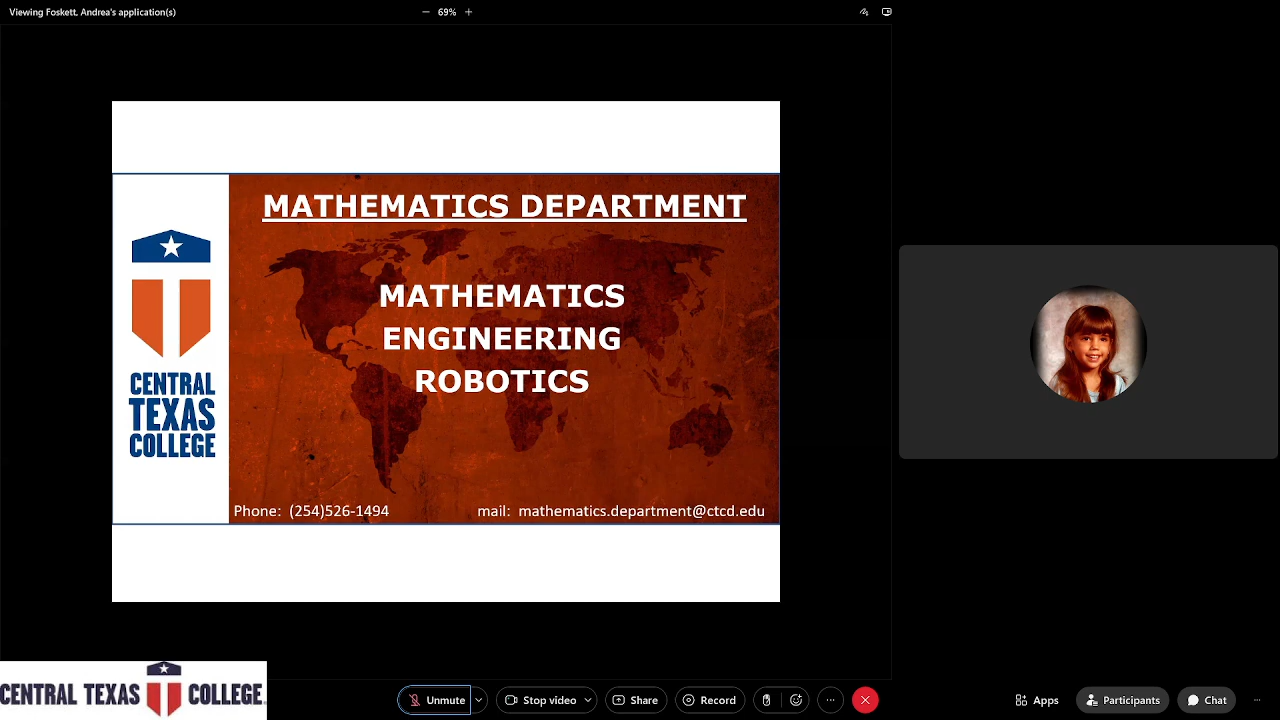 Viewing Foskett, Andrea's application(s)
69%
MATHEMATICS DEPARTMENT
MATHEMATICS
ENGINEERING
ROBOTICS
CENTRAL
TEXAS
COLLEGE
Phone: (254)526-1494
mail: mathematics.department@ctcd.edu
CENTRAL TEXAS COLLEGE
Unmute
Stop video
Share
Record
Apps
Participants
Chat